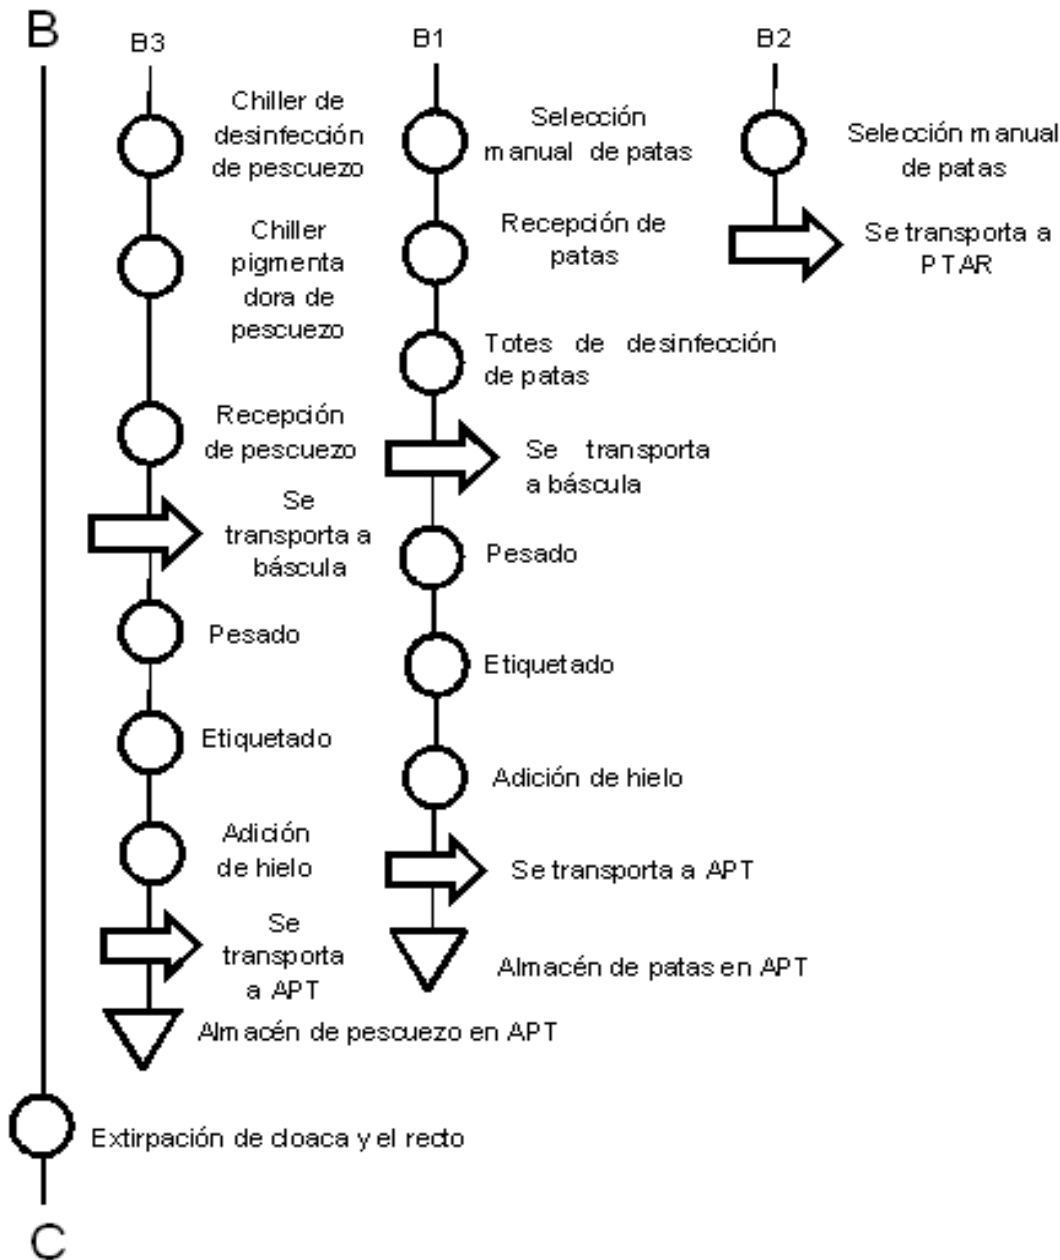 B
B3
Chiller de
desinfección
de pescuezo
Chiller
pigmenta
dora de
pescuezo
Recepción
de pescuezo
Se
transporta a
báscula
Pesado
Etiquetado
Adición
de hielo
Se
transporta
a APT
Almacén de pescuezo en APT
B1
Selección
manual de patas
Recepción de
patas
Totes de desinfección
de patas
Se transporta
a báscula
Pesado
Etiquetado
Adición de hielo
Se transporta a APT
Almacén de patas en APT
B2
Selección manual
de patas
Se transporta a
PTAR
Extirpación de cloaca y el recto
C